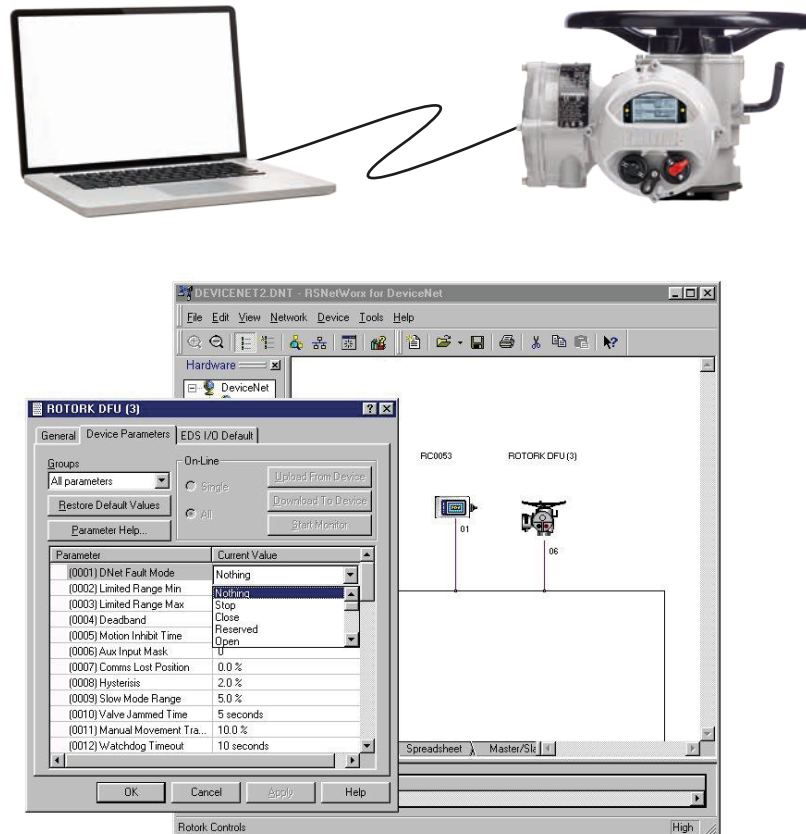 DEVICENET2.DNT - RSNetWorx for DeviceNet
File Edit View Network Device Tools Help
Hardware
DeviceNet
ROTORK DFU (3)
General Device Parameters EDS I/O Default
Groups
All parameters
Restore Default Values
Parameter Help...
On-Line
Single
All
Upload From Device
Download To Device
Start Monitor
Parameter Current Value
(0001) DNet Fault Mode Nothing
(0002) Limited Range Min Nothing
(0003) Limited Range Max Stop
(0004) Deadband Close
(0005) Motion Inhibit Time Reserved
Open
(0006) Aux Input Mask
(0007) Comms Lost Position 0.0 %
(0008) Hysterisis 2.0 %
(0009) Slow Mode Range 5.0 %
(0010) Valve Jammed Time 5 seconds
(0011) Manual Movement Tra... 10.0 %
(0012) Watchdog Timeout 10 seconds
OK Cancel Apply Help
RC0053
01
ROTORK DFU (3)
06
Spreadsheet Master/Sla
Rotork Controls High